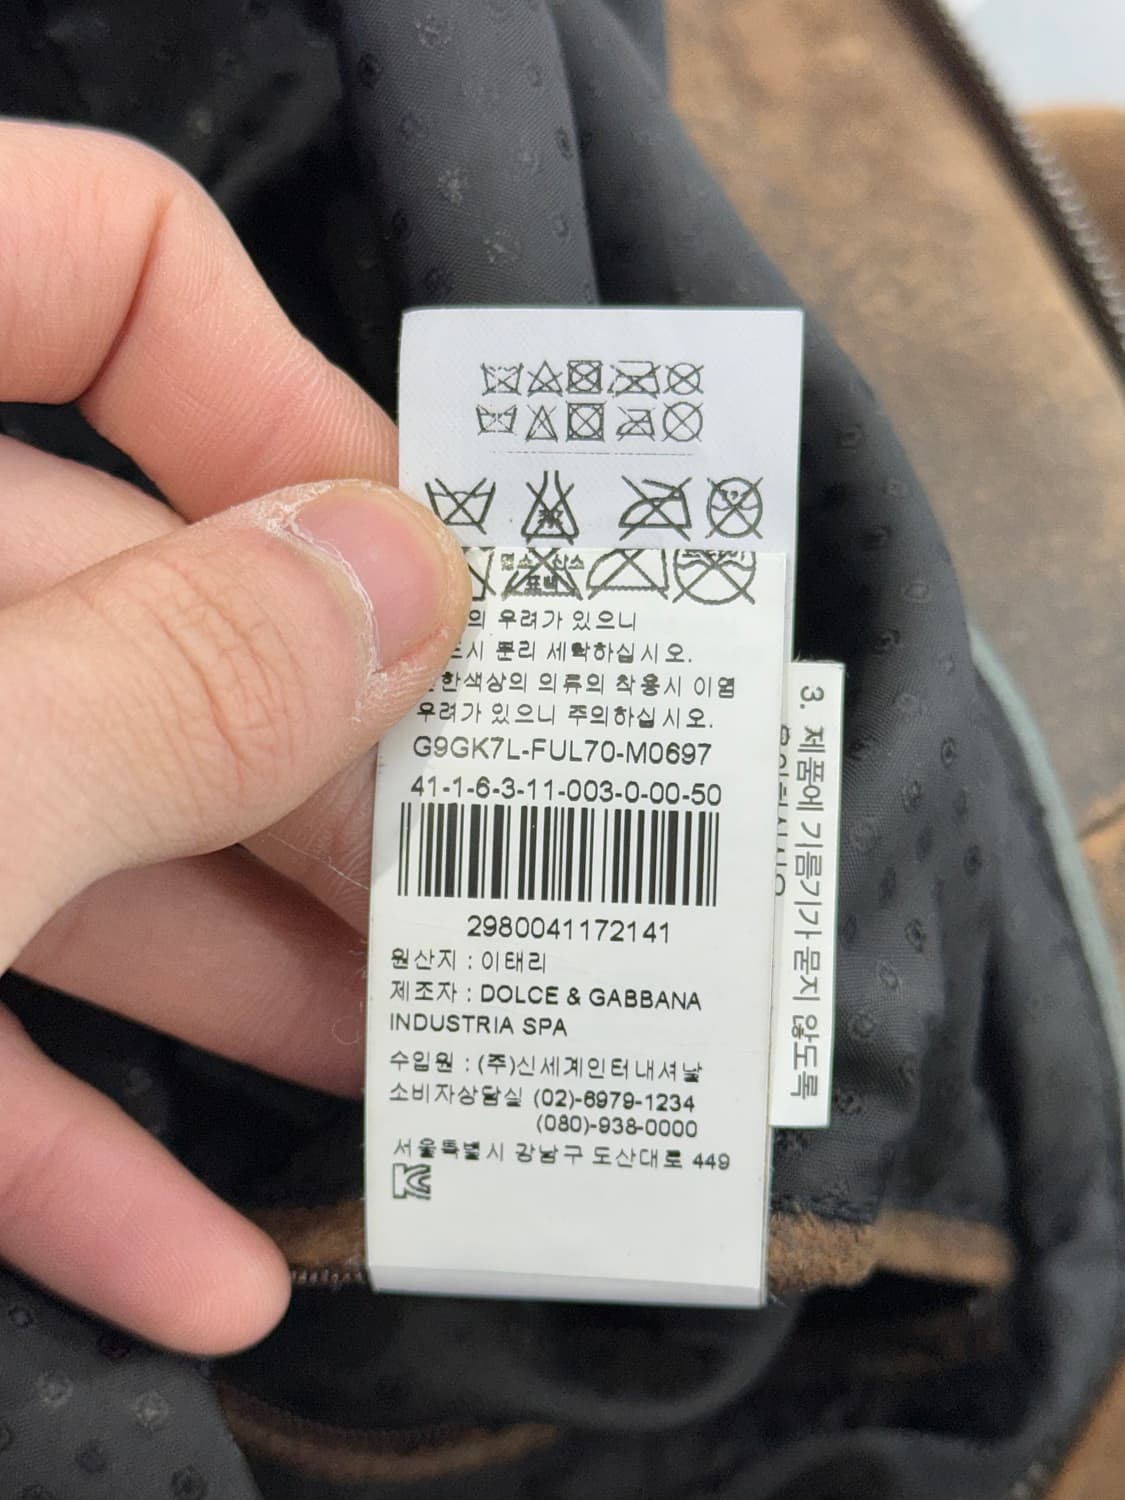 염소 산소
표백
의 우려가 있으니
시 분리 세탁하십시오.
한색상의 의류의 착용시 이염
우려가 있으니 주의하십시오.
G9GK7L-FUL70-M0697
41-1-6-3-11-003-0-00-50
2980041172141
원산지 : 이태리
제조자 : DOLCE & GABBANA
INDUSTRIA SPA
수입원 : (주)신세계인터내셔날
소비자상담실 (02)-6979-1234
(080)-938-0000
서울특별시 강남구 도산대로 449
3. 제품에 기름기가 묻지 않도록